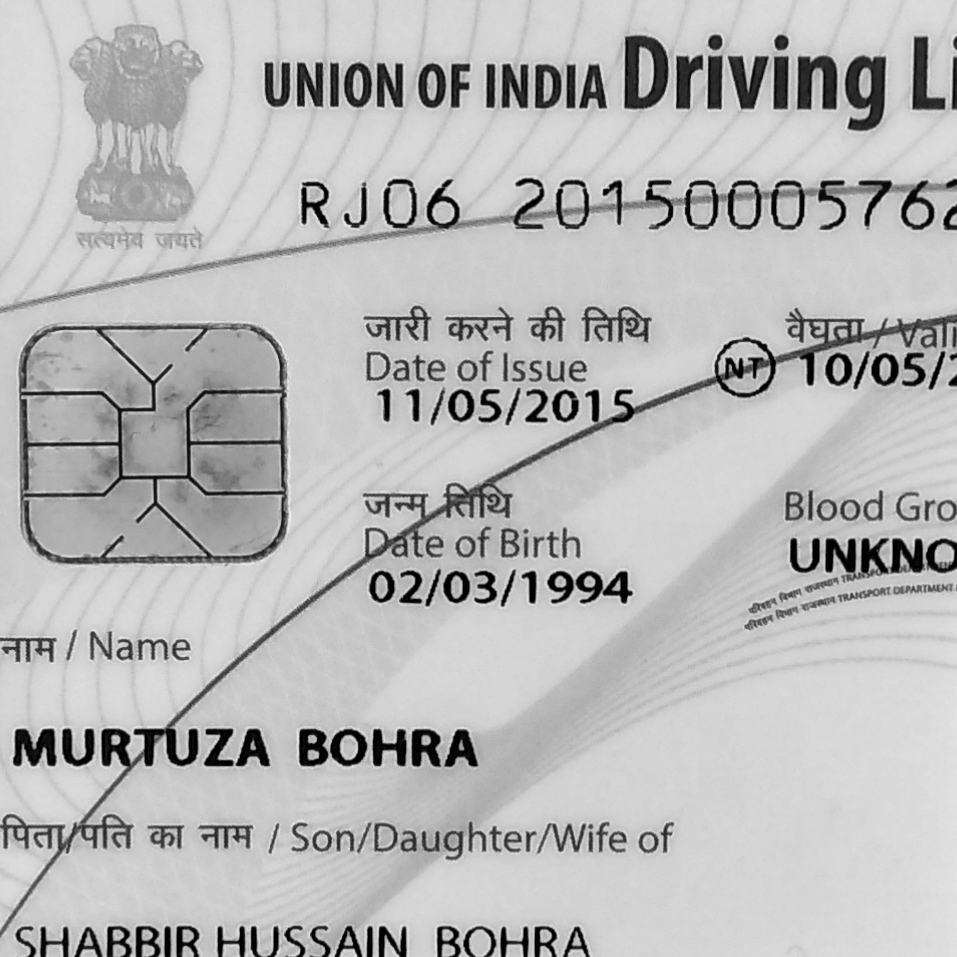 UNION OF INDIA Driving Li
सत्यमेव जयते
RJ06 20150005762
जारी करने की तिथि
Date of Issue
11/05/2015
वैधता / Vali
NT 10/05/2
जन्म तिथि
Date of Birth
02/03/1994
Blood Gro
UNKNO
परिवहन विभाग राजस्थान TRANSPORT DEPARTMENT
परिवहन विभाग राजस्थान TRANSPORT DEPARTMENT
नाम / Name
MURTUZA BOHRA
पिता/पति का नाम / Son/Daughter/Wife of
SHABBIR HUSSAIN BOHRA